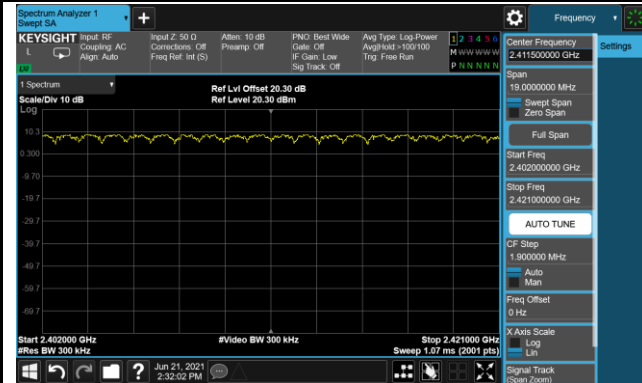 Spectrum Analyzer 1
Swept SA
+
Frequency
KEYSIGHT
L
Input: RF
Coupling: AC
Align: Auto
Input Z: 50 Ω
Corrections: Off
Freq Ref: Int (S)
Atten: 10 dB
Preamp: Off
PNO: Best Wide
Gate: Off
IF Gain: Low
Sig Track: Off
Avg Type: Log-Power
Avg|Hold:>100/100
Trig: Free Run
1 2 3 4 5 6
M W W W W W
P N N N N N
1 Spectrum
Scale/Div 10 dB
Log
Ref Lvl Offset 20.30 dB
Ref Level 20.30 dBm
10.3
0.300
-9.70
-19.7
-29.7
-39.7
-49.7
-59.7
-69.7
Start 2.402000 GHz
#Res BW 300 kHz
#Video BW 300 kHz
Stop 2.421000 GHz
Sweep 1.07 ms (2001 pts)
Center Frequency
2.411500000 GHz
Settings
Span
19.0000000 MHz
Swept Span
Zero Span
Full Span
Start Freq
2.402000000 GHz
Stop Freq
2.421000000 GHz
AUTO TUNE
CF Step
1.900000 MHz
Auto
Man
Freq Offset
0 Hz
X Axis Scale
Log
Lin
Signal Track
(Span Zoom)
?
Jun 21, 2021
2:32:02 PM